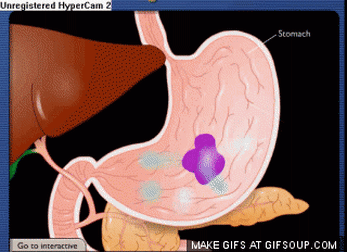 Unregistered HyperCam 2
Stomach
Go to interactive
MAKE GIFS AT GIFSOUP.COM